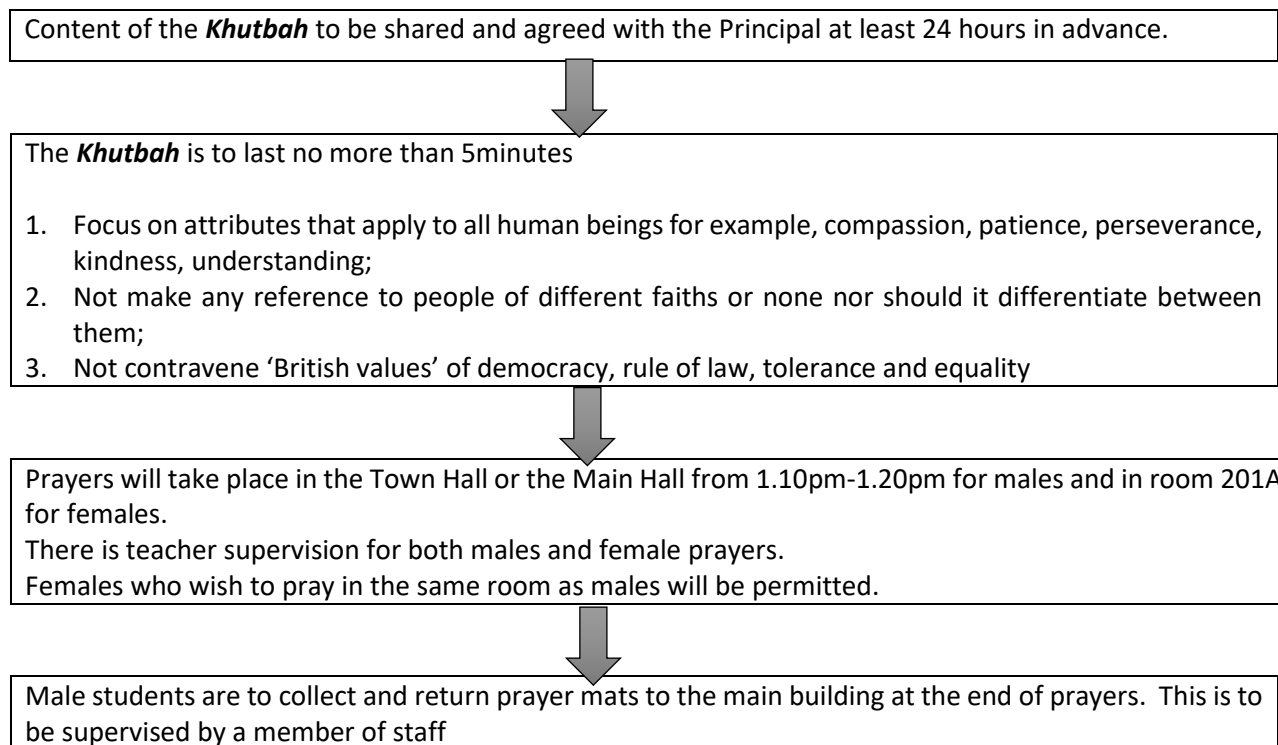 Content of the Khutbah to be shared and agreed with the Principal at least 24 hours in advance.
The Khutbah is to last no more than 5minutes
1. Focus on attributes that apply to all human beings for example, compassion, patience, perseverance,
kindness, understanding;
2. Not make any reference to people of different faiths or none nor should it differentiate between
them;
3. Not contravene ‘British values’ of democracy, rule of law, tolerance and equality
Prayers will take place in the Town Hall or the Main Hall from 1.10pm-1.20pm for males and in room 201A
for females.
There is teacher supervision for both males and female prayers.
Females who wish to pray in the same room as males will be permitted.
Male students are to collect and return prayer mats to the main building at the end of prayers. This is to
be supervised by a member of staff